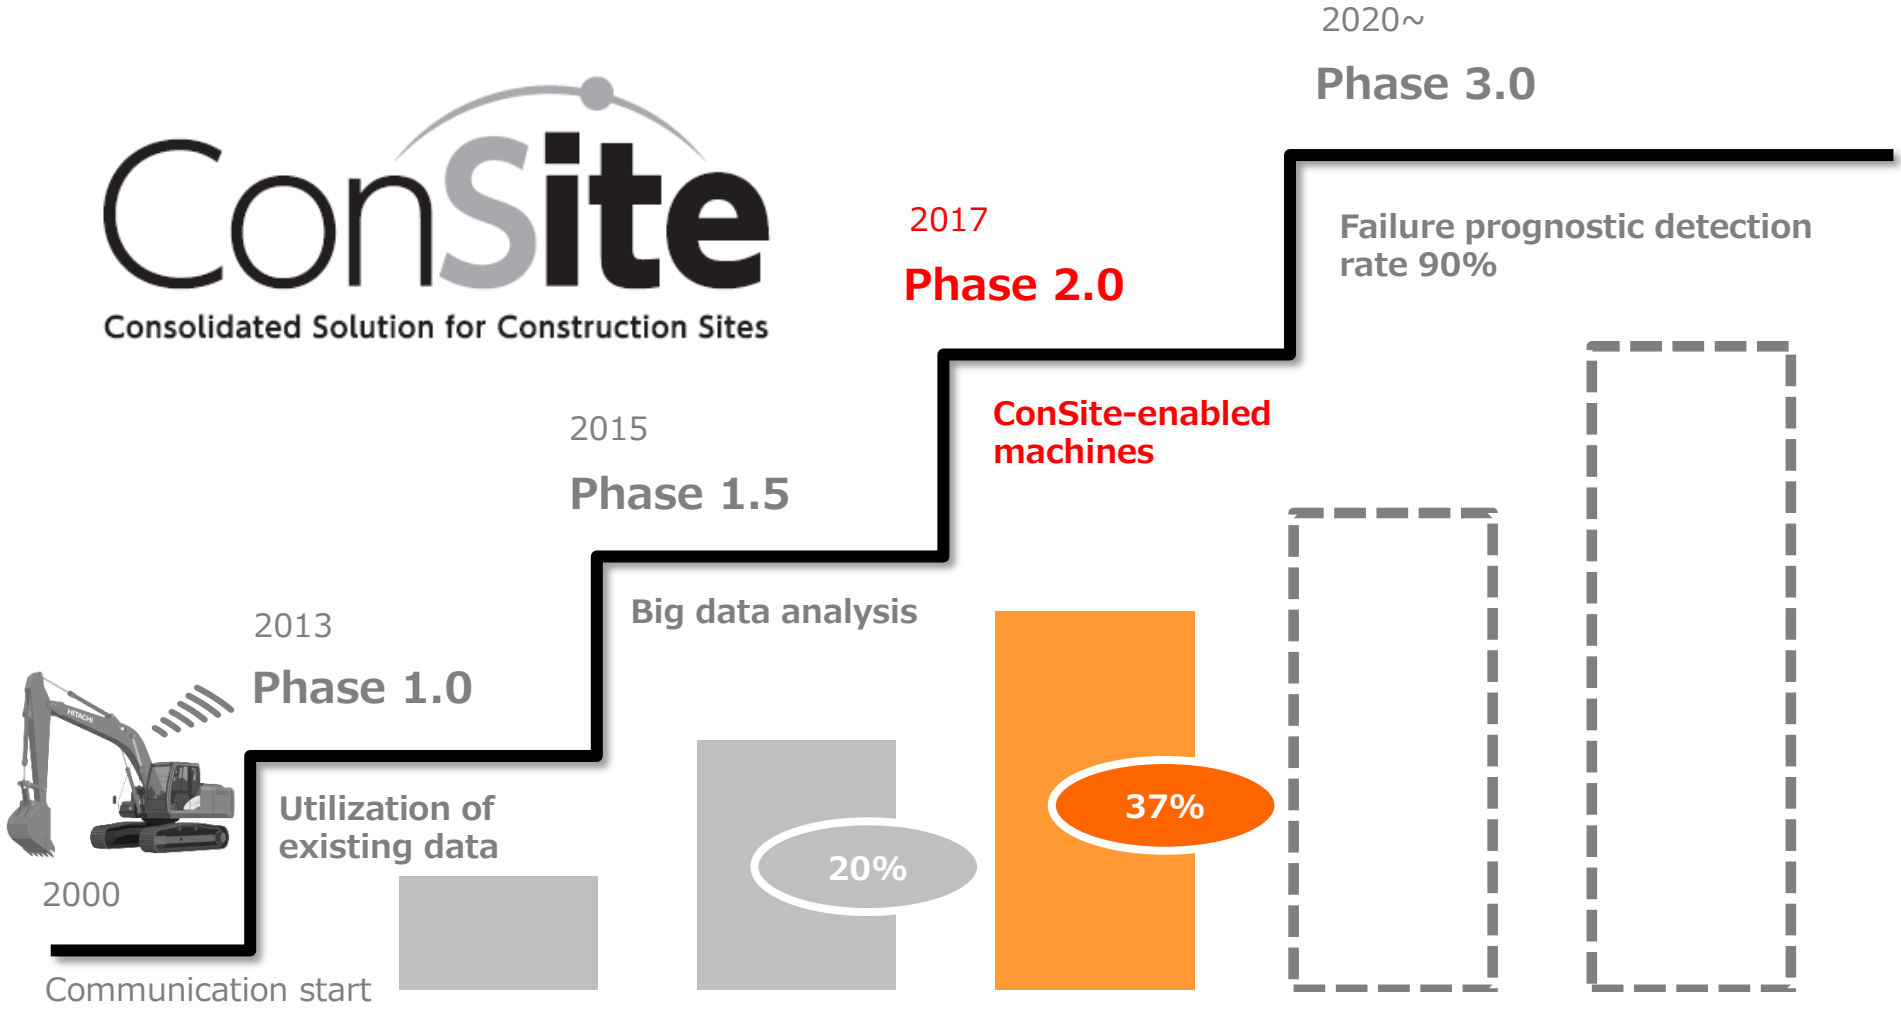 2020~
Phase 3.0
ConSite
Consolidated Solution for Construction Sites
2017
Phase 2.0
Failure prognostic detection
rate 90%
2015
Phase 1.5
ConSite-enabled
machines
2013
Phase 1.0
Big data analysis
HITACHI
Utilization of
existing data
37%
20%
2000
Communication start